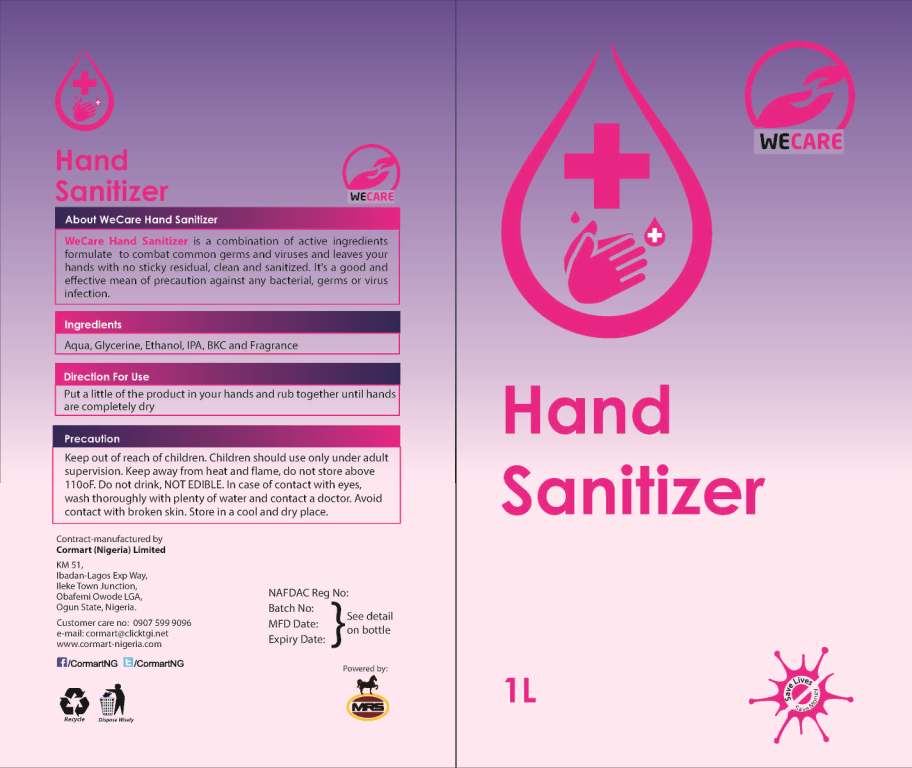 Hand
Sanitizer
WECARE
About WeCare Hand Sanitizer
WeCare Hand Sanitizer is a combination of active ingredients
formulate to combat common germs and viruses and leaves your
hands with no sticky residual, clean and sanitized. It's a good and
effective mean of precaution against any bacterial, germs or virus
infection.
Ingredients
Aqua, Glycerine, Ethanol, IPA, BKC and Fragrance
Direction For Use
Put a little of the product in your hands and rub together until hands
are completely dry
Precaution
Keep out of reach of children. Children should use only under adult
supervision. Keep away from heat and flame, do not store above
110oF. Do not drink, NOT EDIBLE. In case of contact with eyes,
wash thoroughly with plenty of water and contact a doctor. Avoid
contact with broken skin. Store in a cool and dry place.
Contract-manufactured by
Cormart (Nigeria) Limited
KM 51,
Ibadan-Lagos Exp Way,
Ileke Town Junction,
Obafemi Owode LGA,
Ogun State, Nigeria.
Customer care no: 0907 599 9096
e-mail: cormart@clicktgi.net
www.cormart-nigeria.com
f/CormartNG t/CormartNG
Recycle
Dispose Wisely
NAFDAC Reg No:
Batch No:
MFD Date:
Expiry Date:
See detail
on bottle
Powered by:
MRS
WECARE
Hand
Sanitizer
1L
Save Lives